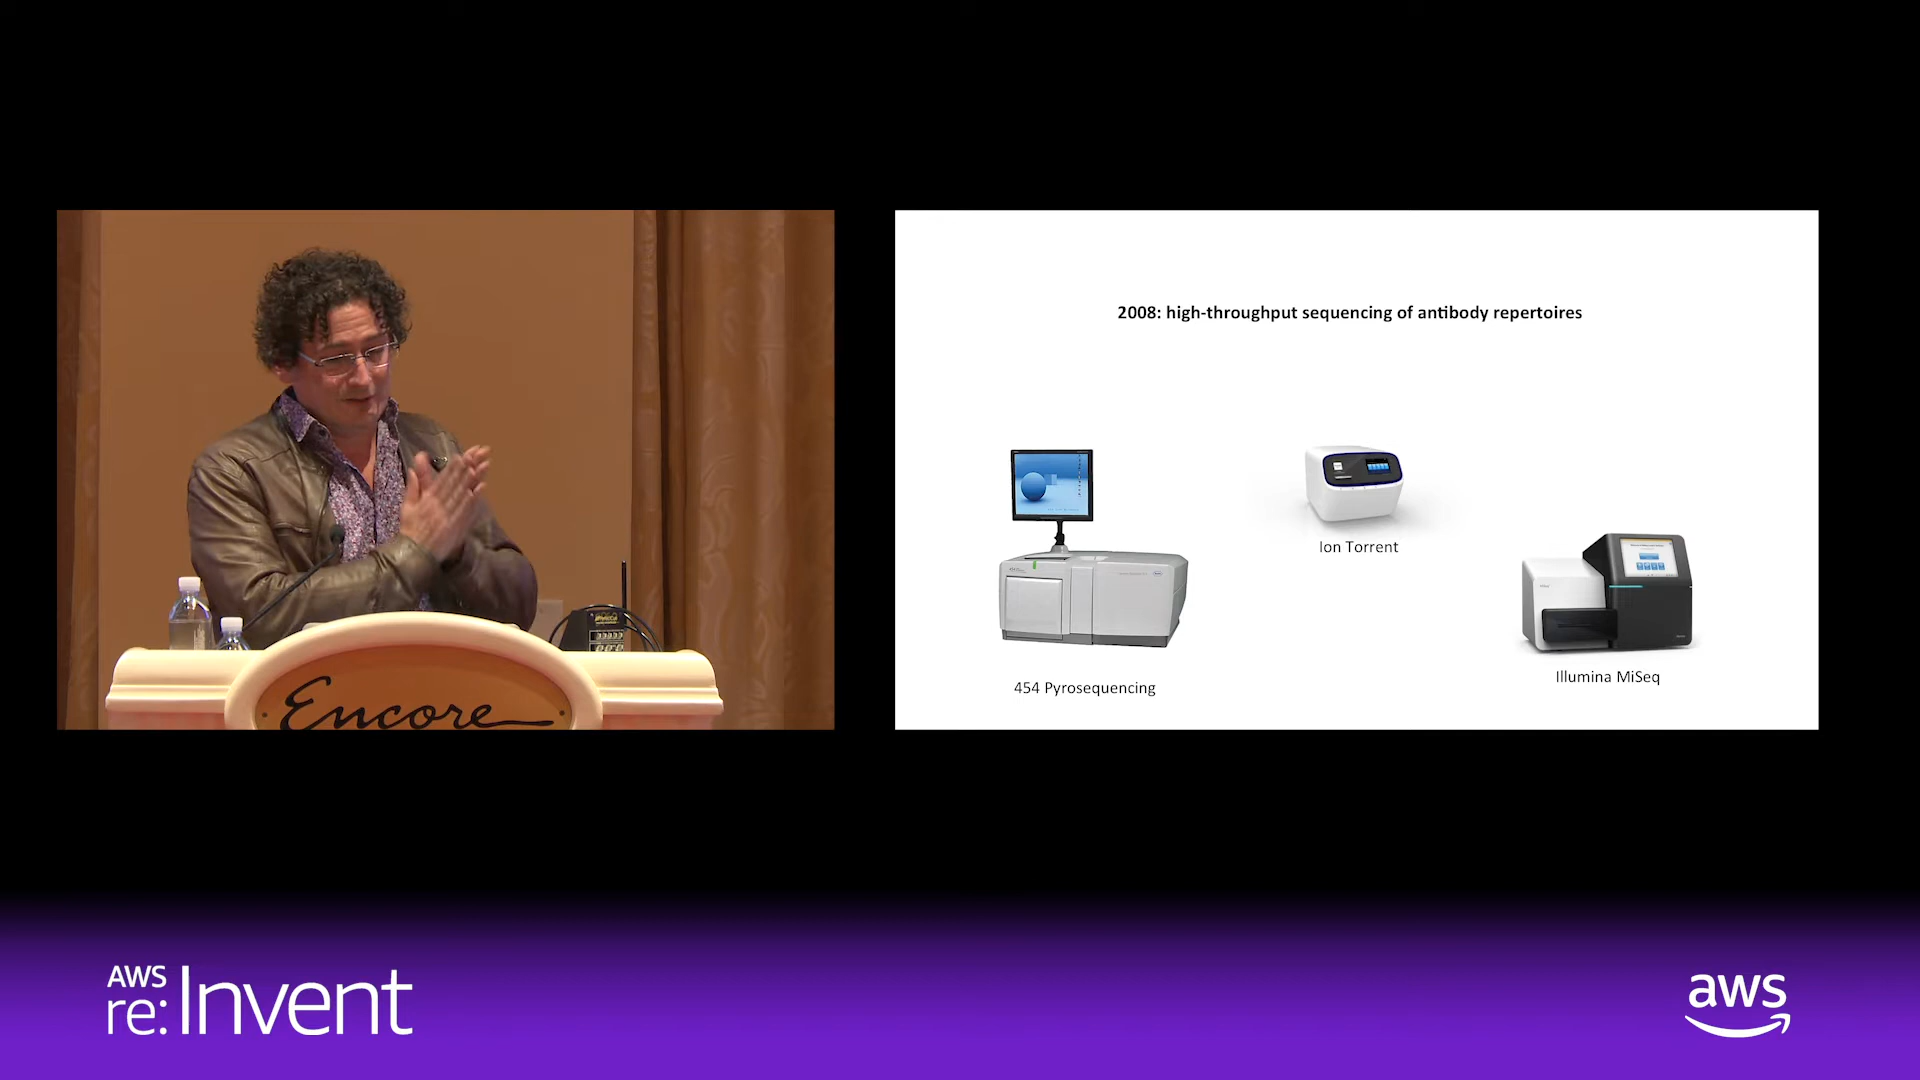 2008: high-throughput sequencing of antibody repertoires
Ion Torrent
Illumina MiSeq
454 Pyrosequencing
Encore
AWS
re:Invent
aws